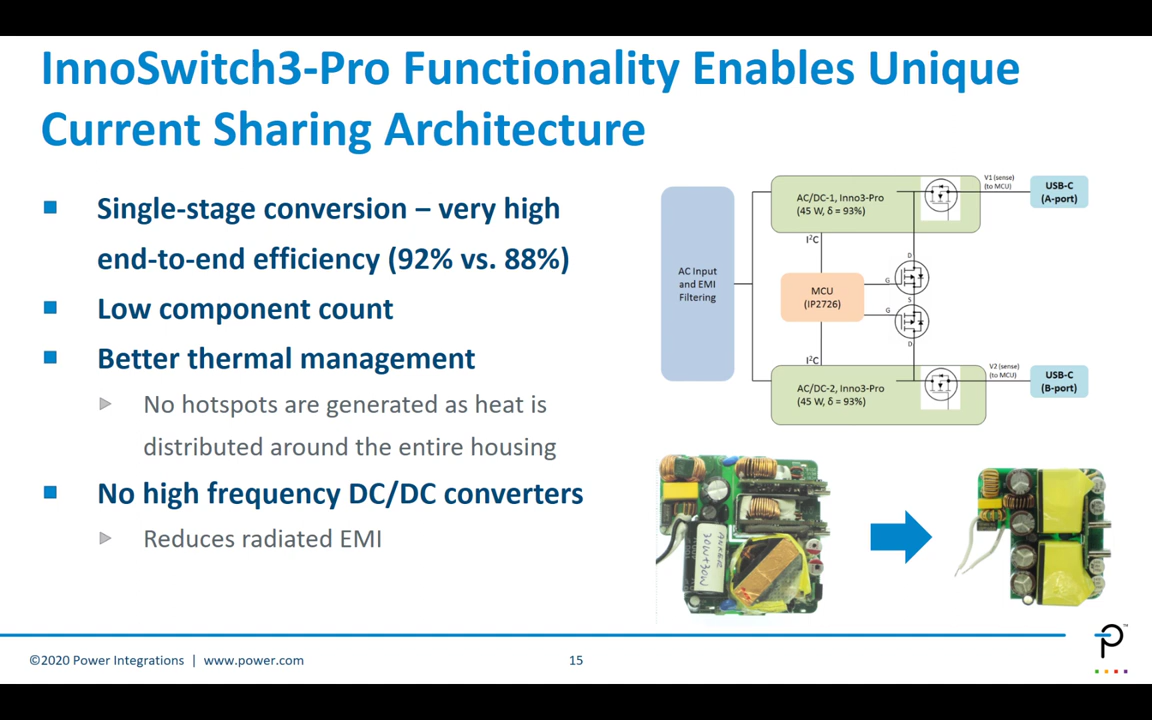 InnoSwitch3-Pro Functionality Enables Unique
Current Sharing Architecture
Single-stage conversion – very high
end-to-end efficiency (92% vs. 88%)
Low component count
Better thermal management
No hotspots are generated as heat is
distributed around the entire housing
No high frequency DC/DC converters
Reduces radiated EMI
AC Input
and EMI
Filtering
AC/DC-1, Inno3-Pro
(45 W, δ = 93%)
V1 (sense)
(to MCU)
USB-C
(A-port)
I²C
D
G
S
MCU
(IP2726)
G
D
I²C
AC/DC-2, Inno3-Pro
(45 W, δ = 93%)
V2 (sense)
(to MCU)
USB-C
(B-port)
ANKER
30W+30W
©2020 Power Integrations | www.power.com
15
TM